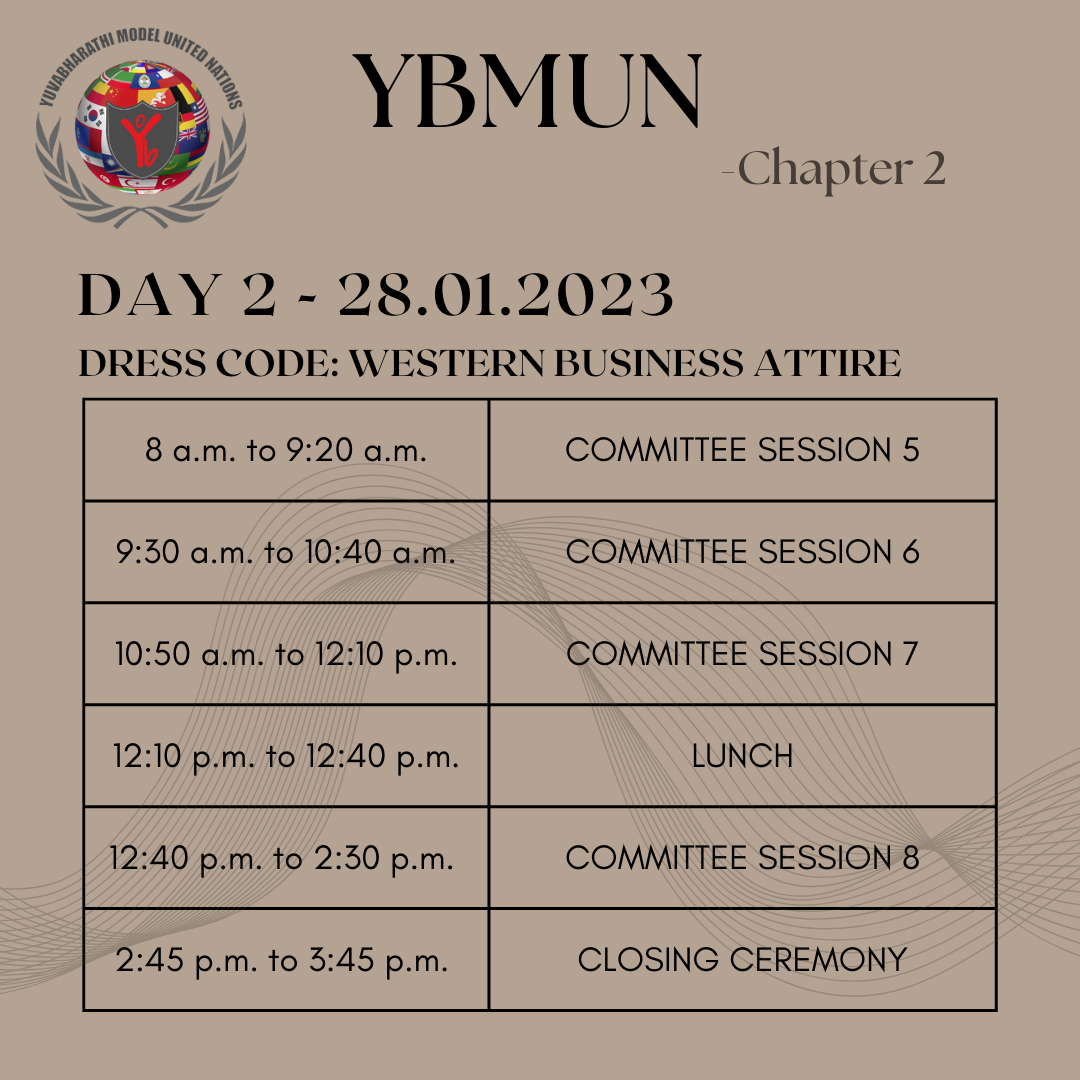 YUVABHARATHI MODEL UNITED NATIONS
Yb
YBMUN
-Chapter 2
DAY 2 - 28.01.2023
DRESS CODE: WESTERN BUSINESS ATTIRE
8 a.m. to 9:20 a.m. COMMITTEE SESSION 5
9:30 a.m. to 10:40 a.m. COMMITTEE SESSION 6
10:50 a.m. to 12:10 p.m. COMMITTEE SESSION 7
12:10 p.m. to 12:40 p.m. LUNCH
12:40 p.m. to 2:30 p.m. COMMITTEE SESSION 8
2:45 p.m. to 3:45 p.m. CLOSING CEREMONY